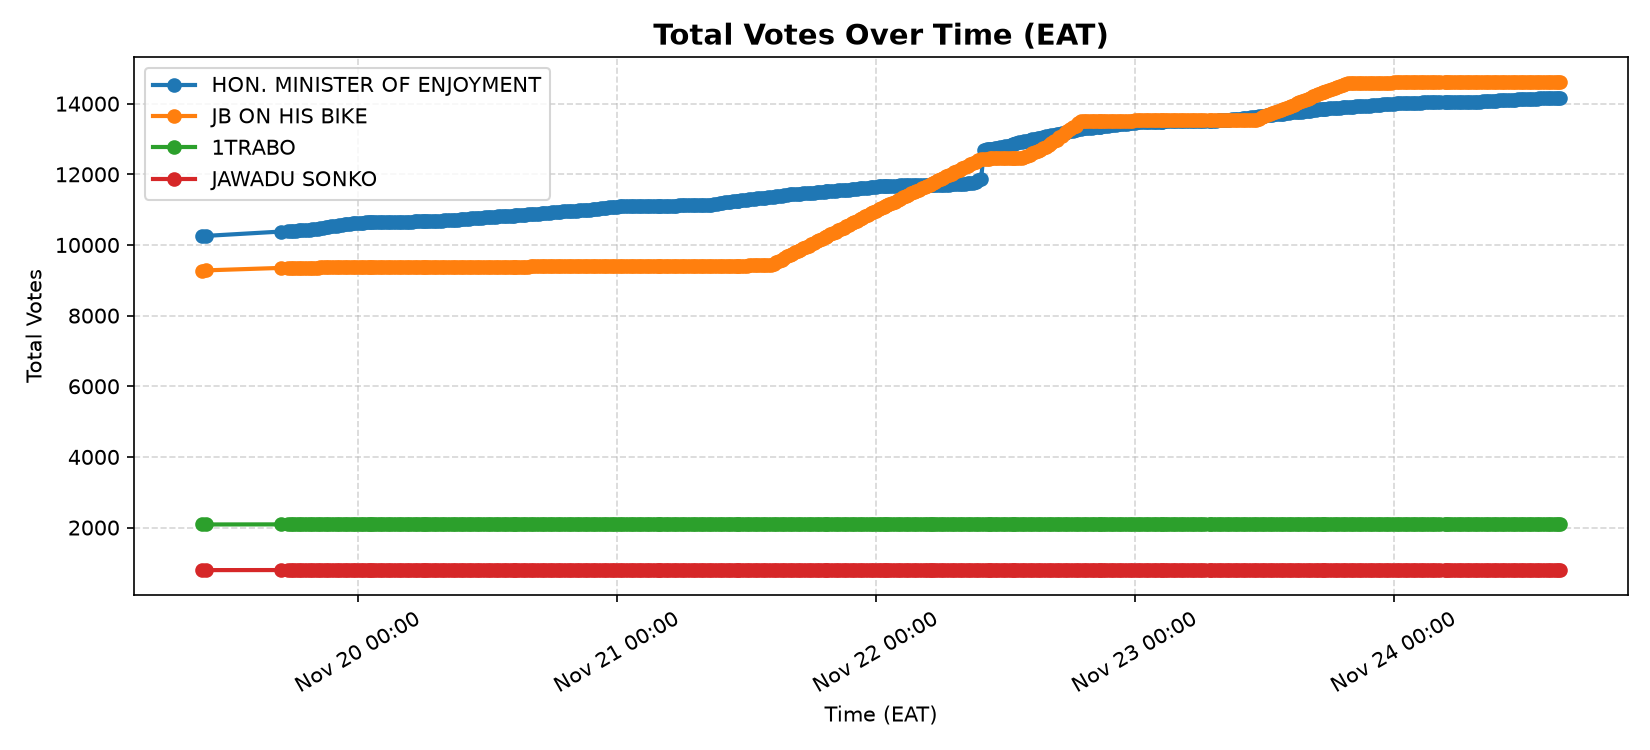 Total Votes Over Time (EAT)
HON. MINISTER OF ENJOYMENT
JB ON HIS BIKE
1TRABO
JAWADU SONKO
Total Votes
14000
12000
10000
8000
6000
4000
2000
Nov 20 00:00
Nov 21 00:00
Nov 22 00:00
Nov 23 00:00
Nov 24 00:00
Time (EAT)